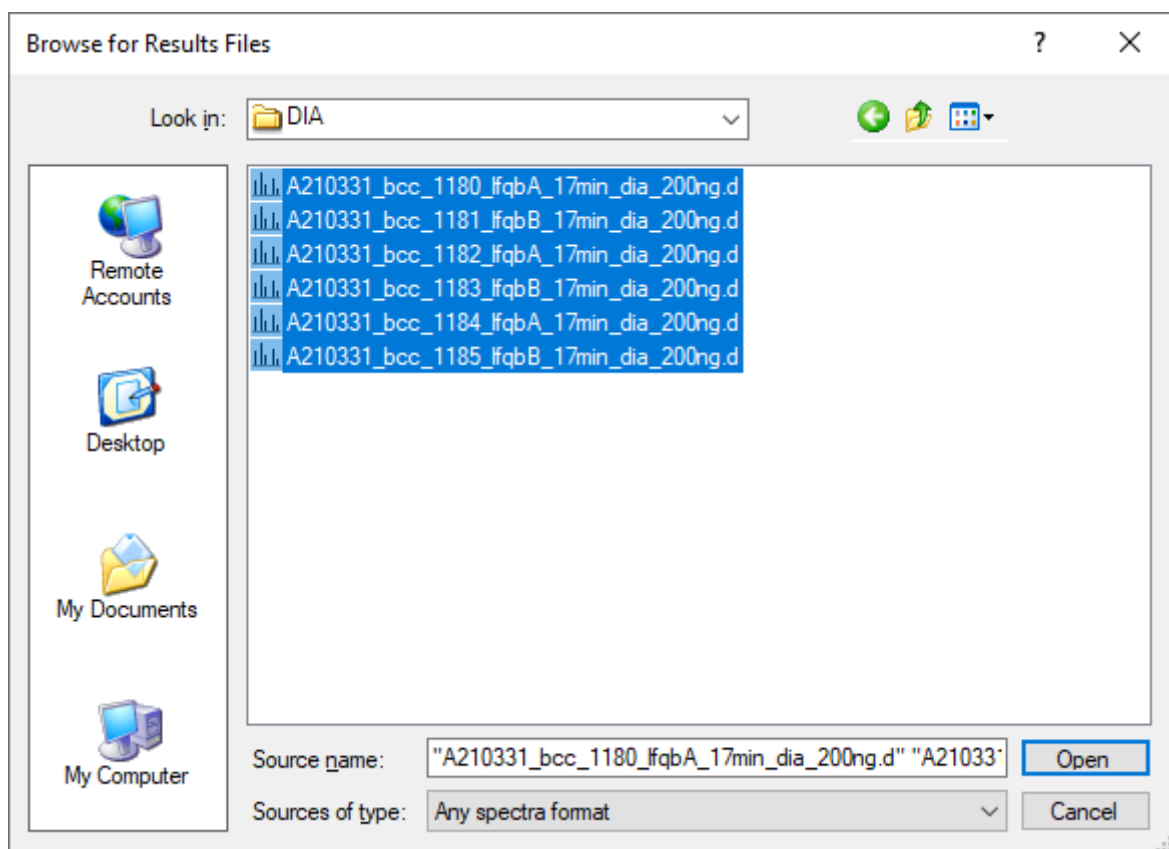 Browse for Results Files
?
Look in:
DIA
Remote
Accounts
Desktop
My Documents
My Computer
A210331_bcc_1180_lfqbA_17min_dia_200ng.d
A210331_bcc_1181_lfqbB_17min_dia_200ng.d
A210331_bcc_1182_lfqbA_17min_dia_200ng.d
A210331_bcc_1183_lfqbB_17min_dia_200ng.d
A210331_bcc_1184_lfqbA_17min_dia_200ng.d
A210331_bcc_1185_lfqbB_17min_dia_200ng.d
Source name: "A210331_bcc_1180_lfqbA_17min_dia_200ng.d" "A210331 Open
Sources of type: Any spectra format Cancel